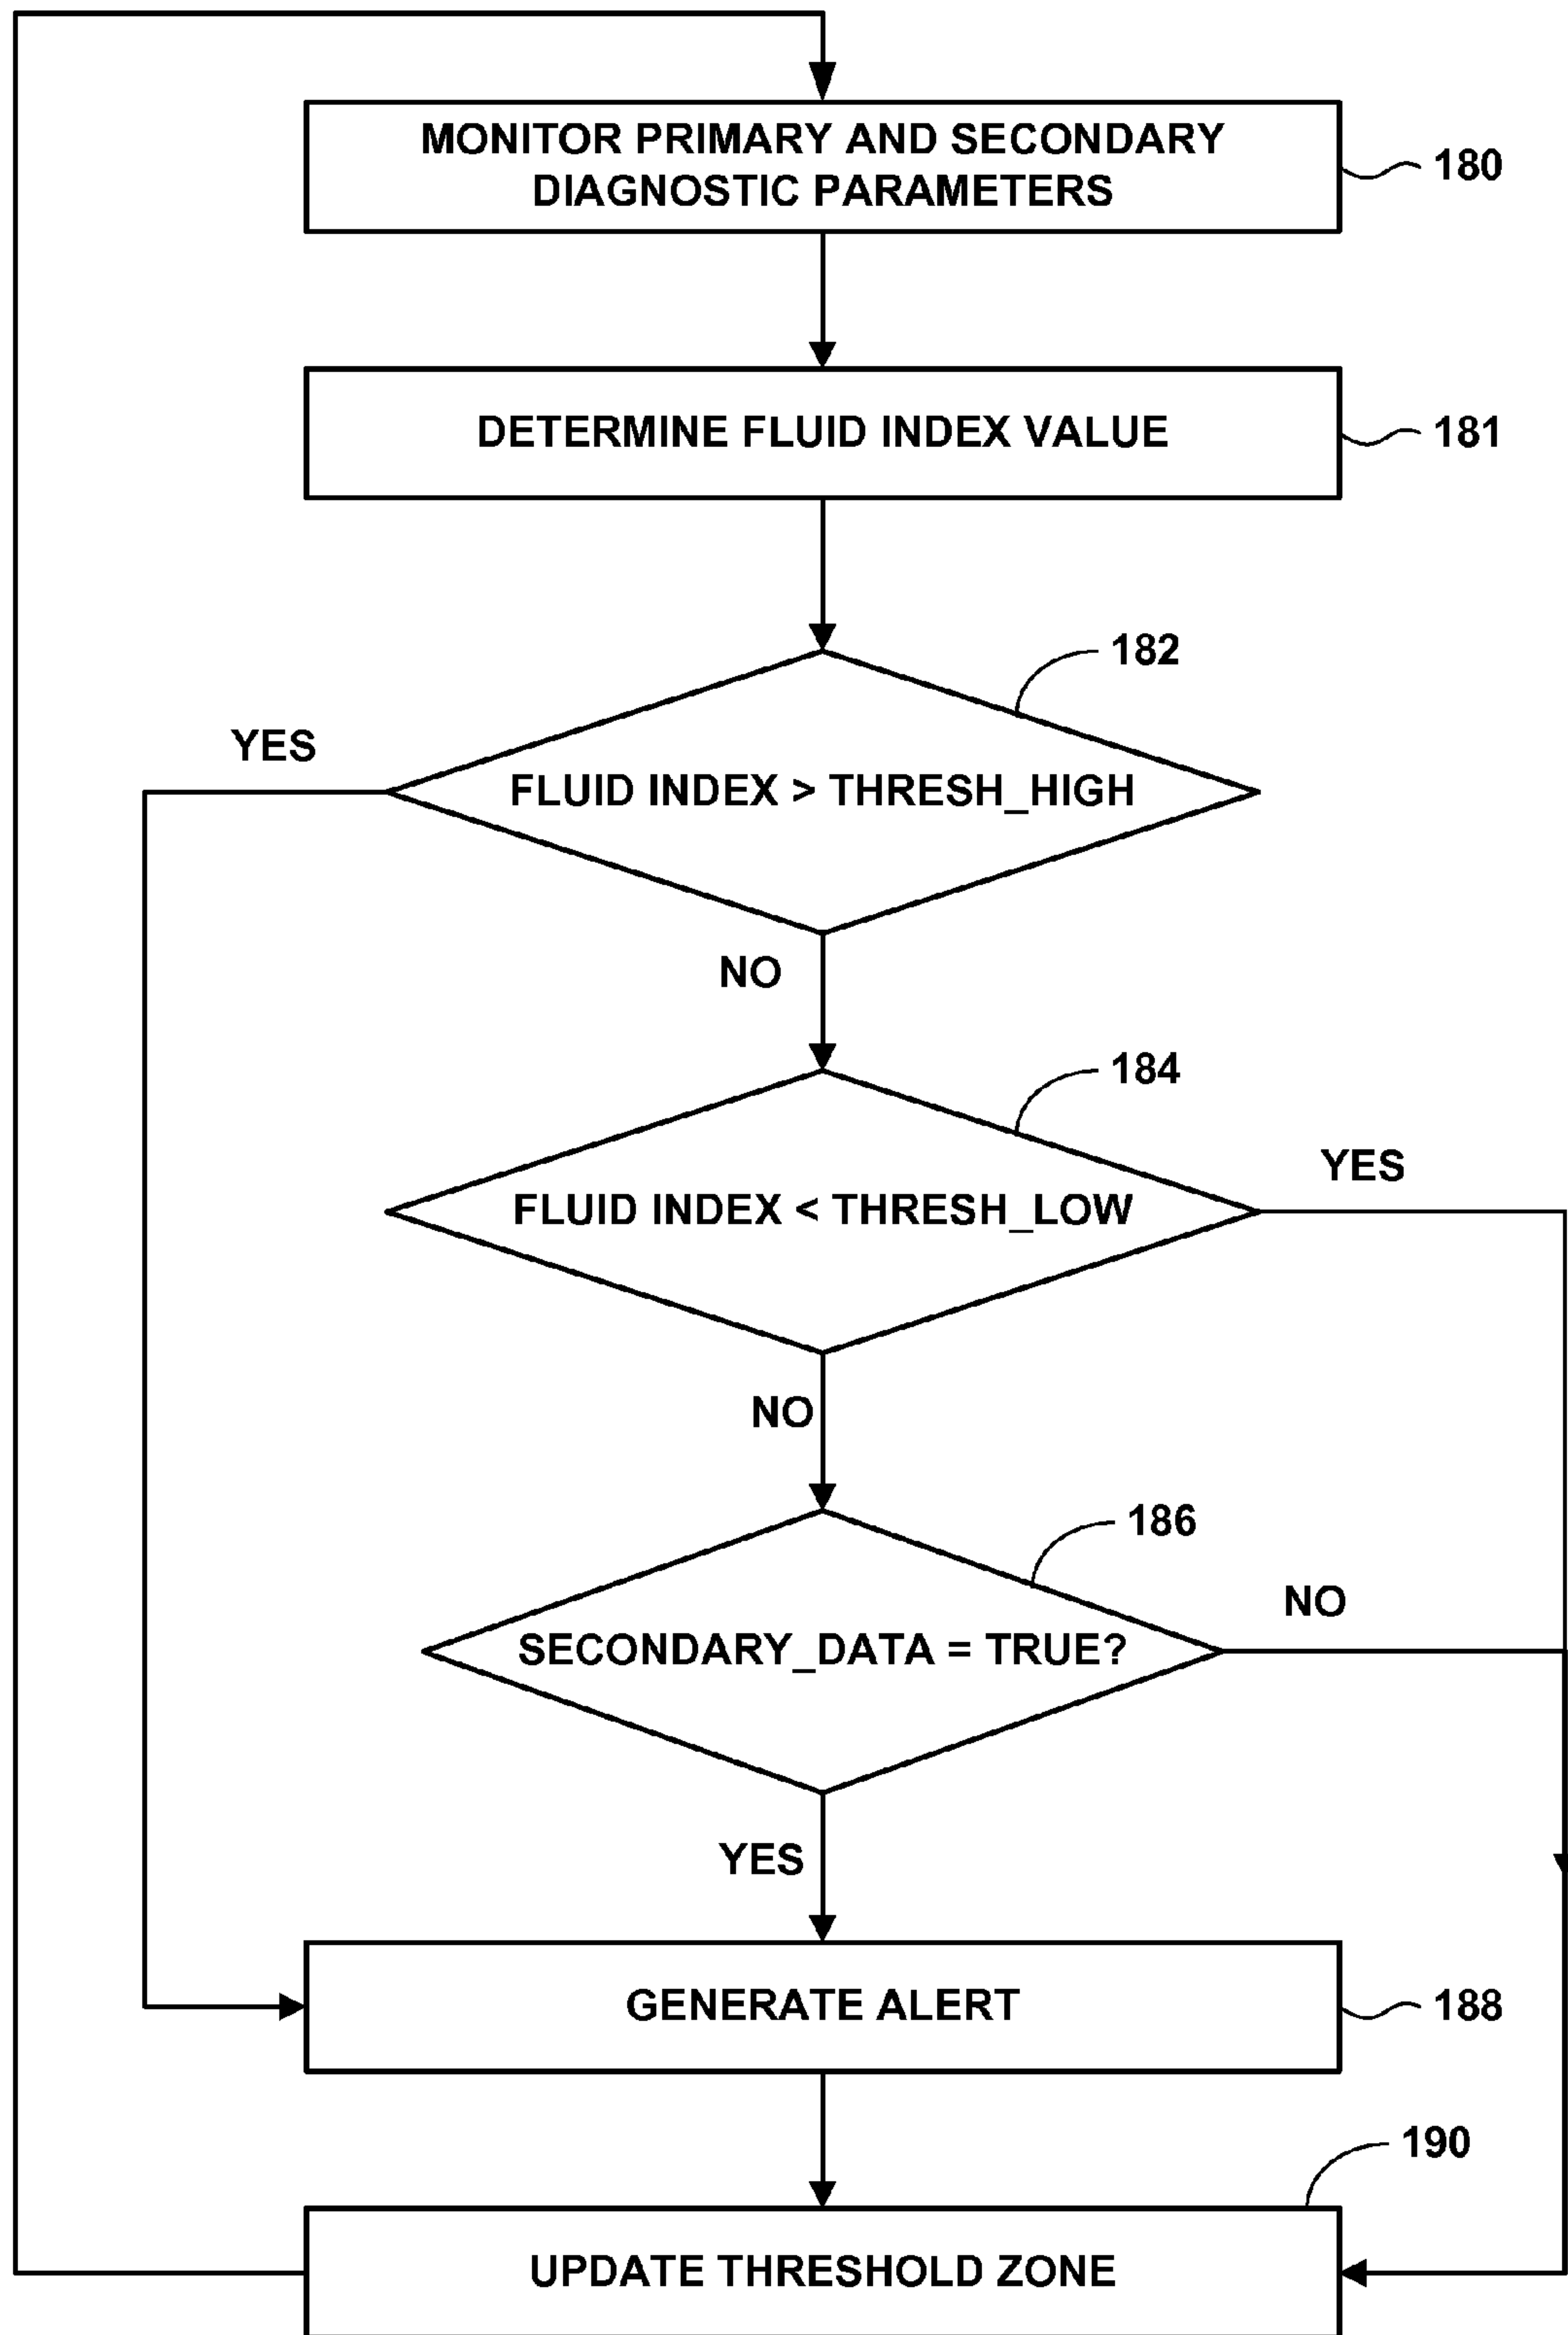 MONITOR PRIMARY AND SECONDARY
DIAGNOSTIC PARAMETERS
180
DETERMINE FLUID INDEX VALUE
181
182
YES
FLUID INDEX > THRESH_HIGH
NO
184
YES
FLUID INDEX < THRESH_LOW
NO
186
NO
SECONDARY_DATA = TRUE?
YES
GENERATE ALERT
188
190
UPDATE THRESHOLD ZONE